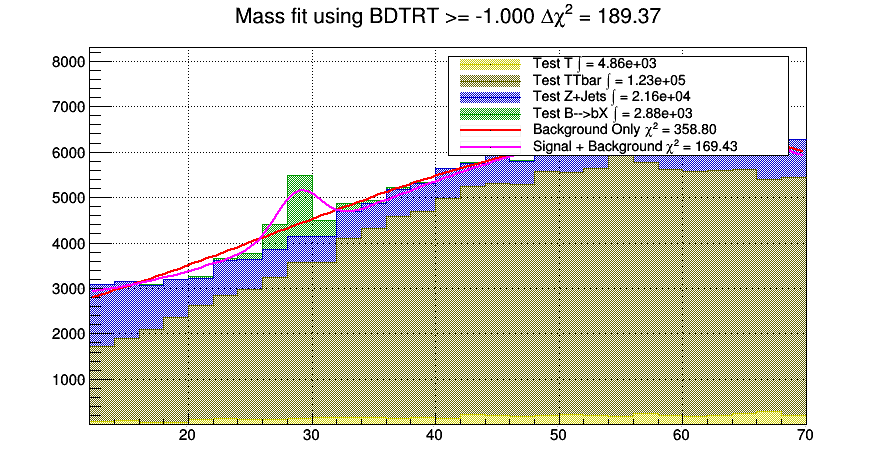 Mass fit using BDTRT >= -1.000 Δχ² = 189.37
Test T ∫ = 4.86e+03
Test TTbar ∫ = 1.23e+05
Test Z+Jets ∫ = 2.16e+04
Test B-->bX ∫ = 2.88e+03
Background Only χ² = 358.80
Signal + Background χ² = 169.43
8000
7000
6000
5000
4000
3000
2000
1000
20 30 40 50 60 70